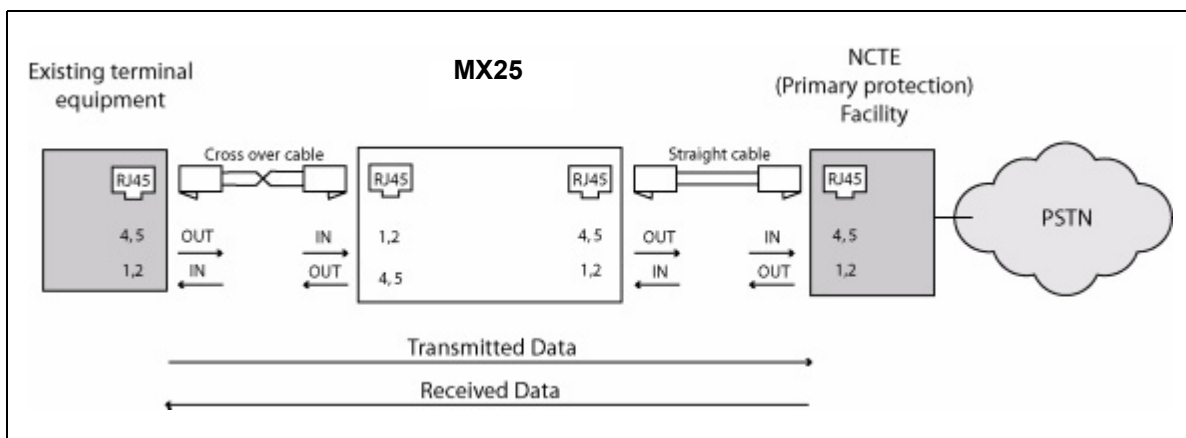 Existing terminal
equipment
MX25
NCTE
(Primary protection)
Facility
Cross over cable
Straight cable
RJ45
RJ45
RJ45
RJ45
PSTN
4, 5
OUT
IN
1,2
4, 5
OUT
IN
4, 5
1,2
IN
OUT
4, 5
1,2
IN
OUT
1,2
Transmitted Data
Received Data